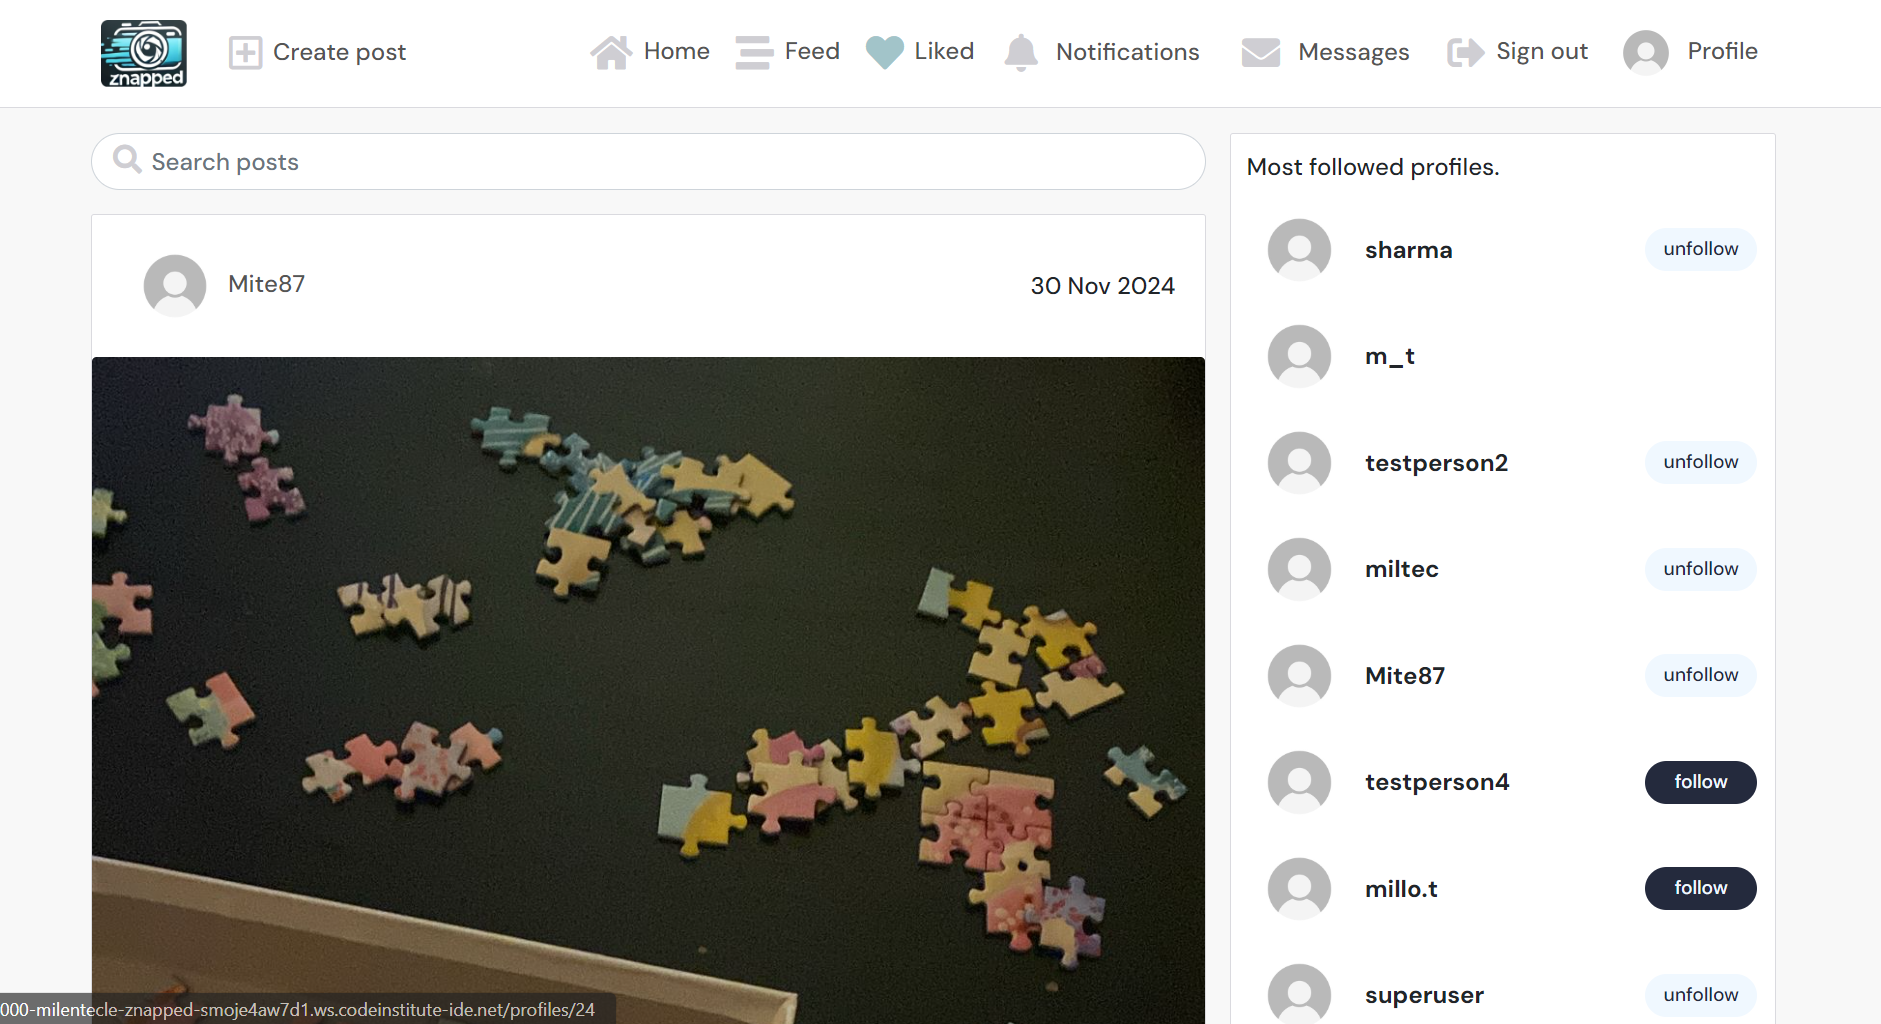 znapped
Create post
Home
Feed
Liked
Notifications
Messages
Sign out
Profile
Search posts
Mite87
30 Nov 2024
Most followed profiles.
sharma
unfollow
m_t
testperson2
unfollow
miltec
unfollow
Mite87
unfollow
testperson4
follow
millo.t
follow
superuser
unfollow
000-milentecle-znapped-smoje4aw7d1.ws.codeinstitute-ide.net/profiles/24